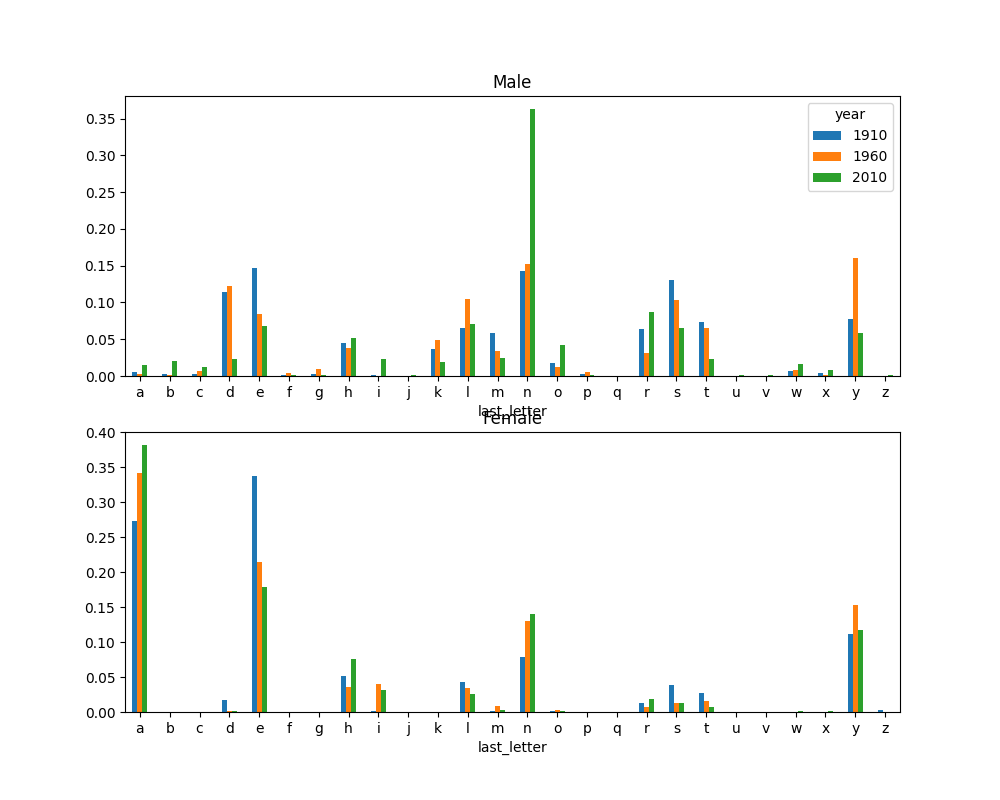 Male
year
1910
1960
2010
0.35
0.30
0.25
0.20
0.15
0.10
0.05
0.00
a b c d e f g h i j k l m n o p q r s t u v w x y z
last_letter
Female
0.40
0.35
0.30
0.25
0.20
0.15
0.10
0.05
0.00
a b c d e f g h i j k l m n o p q r s t u v w x y z
last_letter